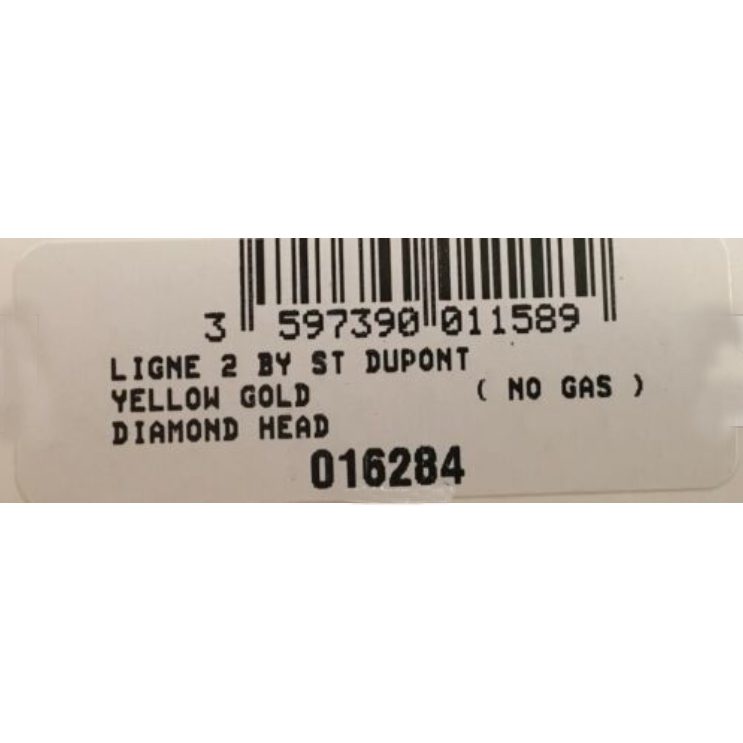 3 597390 011589
LIGNE 2 BY ST DUPONT
YELLOW GOLD ( NO GAS )
DIAMOND HEAD
016284